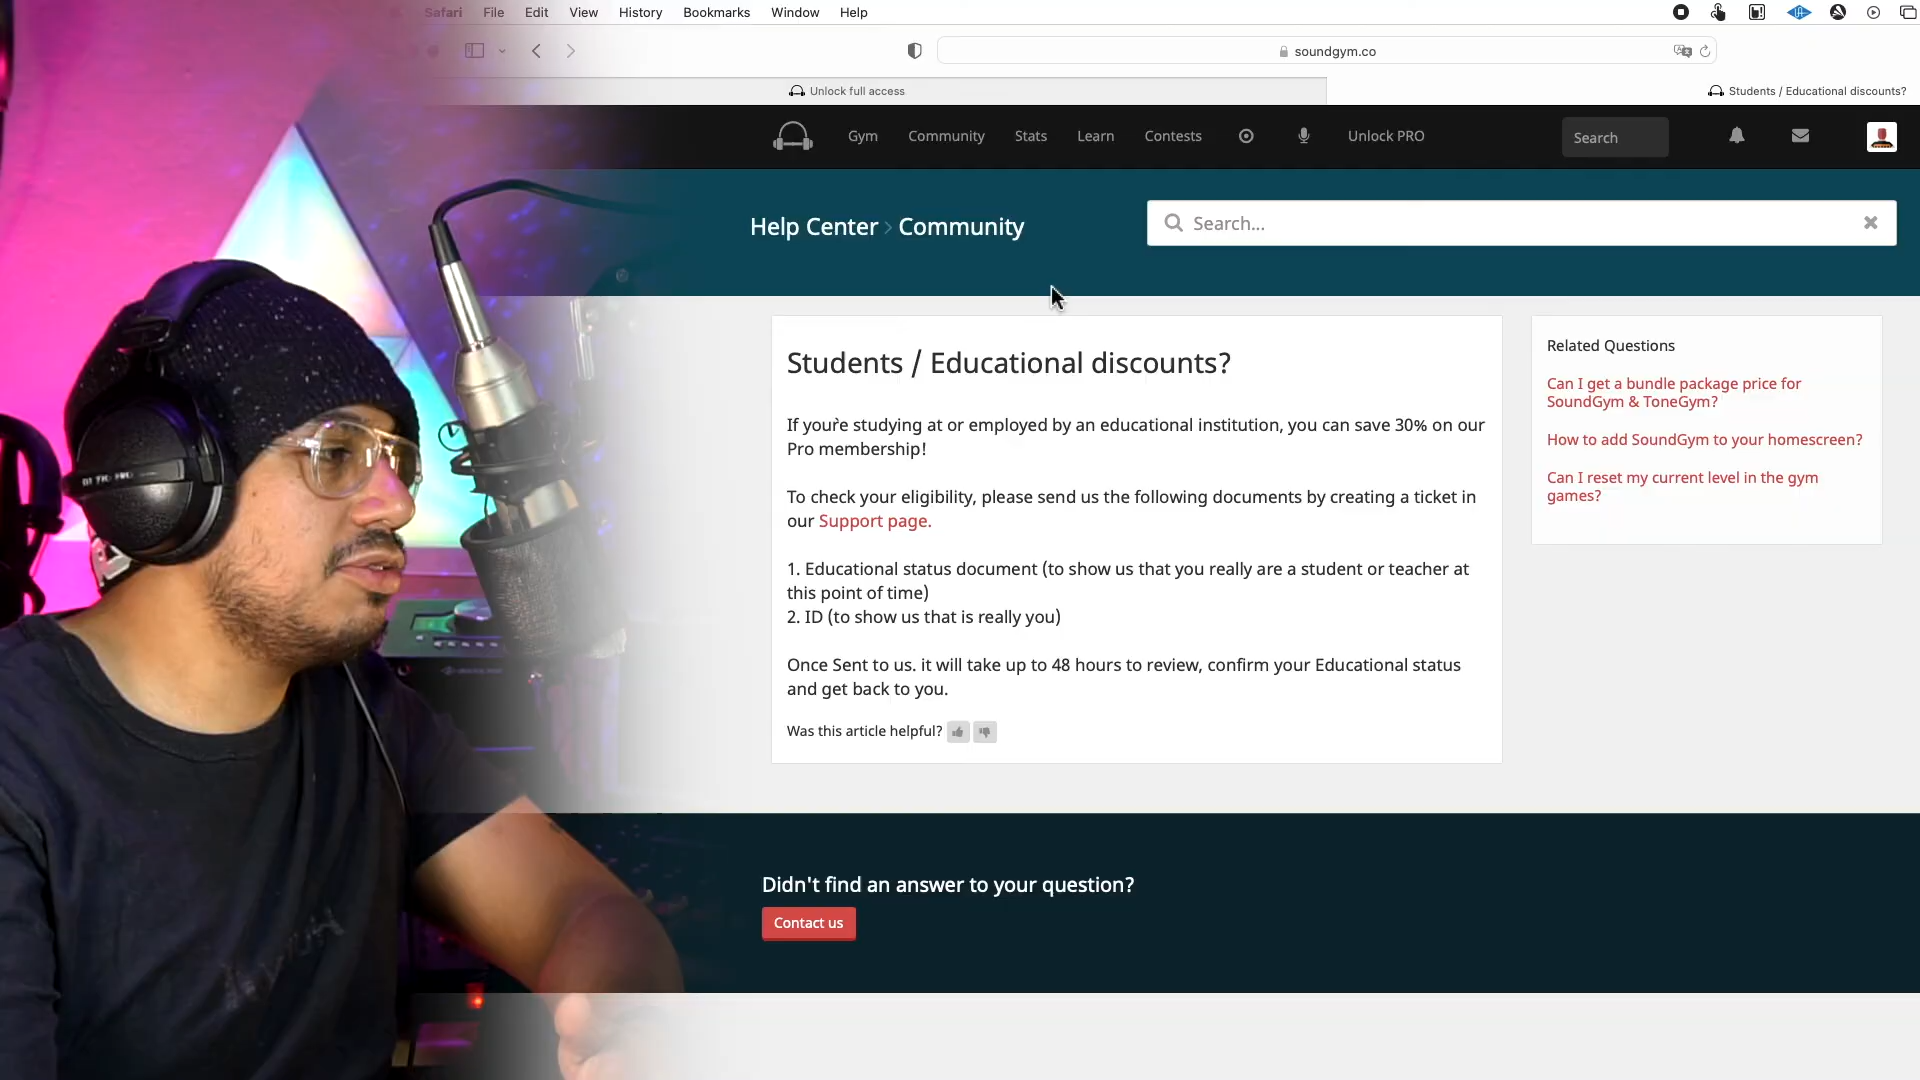 Safari File Edit View History Bookmarks Window Help
soundgym.co
Unlock full access
Students / Educational discounts?
Gym Community Stats Learn Contests Unlock PRO Search
Help Center > Community
Search...
Students / Educational discounts?
If you`re studying at or employed by an educational institution, you can save 30% on our
Pro membership!
To check your eligibility, please send us the following documents by creating a ticket in
our Support page.
1. Educational status document (to show us that you really are a student or teacher at
this point of time)
2. ID (to show us that is really you)
Once Sent to us. it will take up to 48 hours to review, confirm your Educational status
and get back to you.
Was this article helpful?
Related Questions
Can I get a bundle package price for
SoundGym & ToneGym?
How to add SoundGym to your homescreen?
Can I reset my current level in the gym
games?
Didn't find an answer to your question?
Contact us